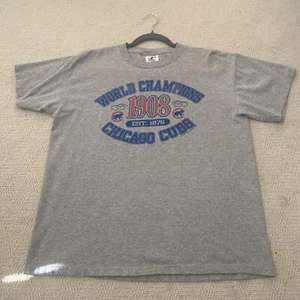 WORLD CHAMPIONS
1908
EST. 1876
CHICAGO CUBS